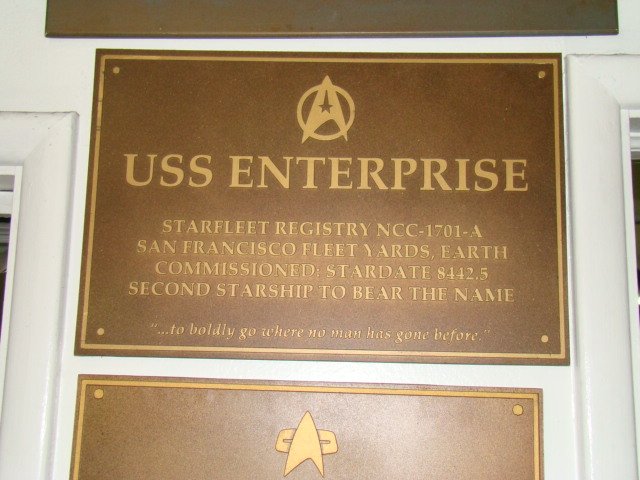 USS ENTERPRISE
STARFLEET REGISTRY NCC-1701-A
SAN FRANCISCO FLEET YARDS, EARTH
COMMISSIONED: STARDATE 8442.5
SECOND STARSHIP TO BEAR THE NAME
"...to boldly go where no man has gone before."